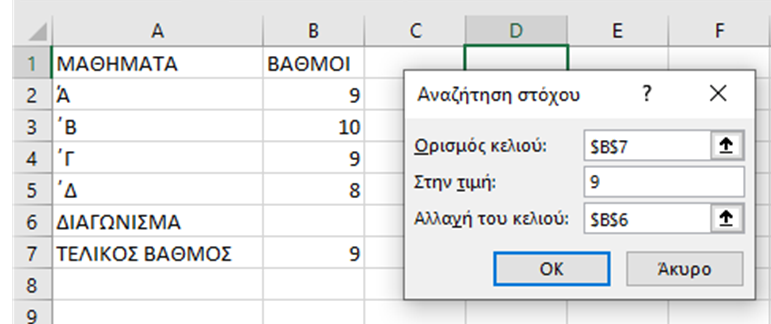 A B C D E F
1 ΜΑΘΗΜΑΤΑ ΒΑΘΜΟΙ
2 Ά 9
3 ΄Β 10
4 ΄Γ 9
5 ΄Δ 8
6 ΔΙΑΓΩΝΙΣΜΑ
7 ΤΕΛΙΚΟΣ ΒΑΘΜΟΣ 9
8
9
Αναζήτηση στόχου ? ×
Ορισμός κελιού: $B$7
Στην τιμή: 9
Αλλαγή του κελιού: $B$6
OK Άκυρο